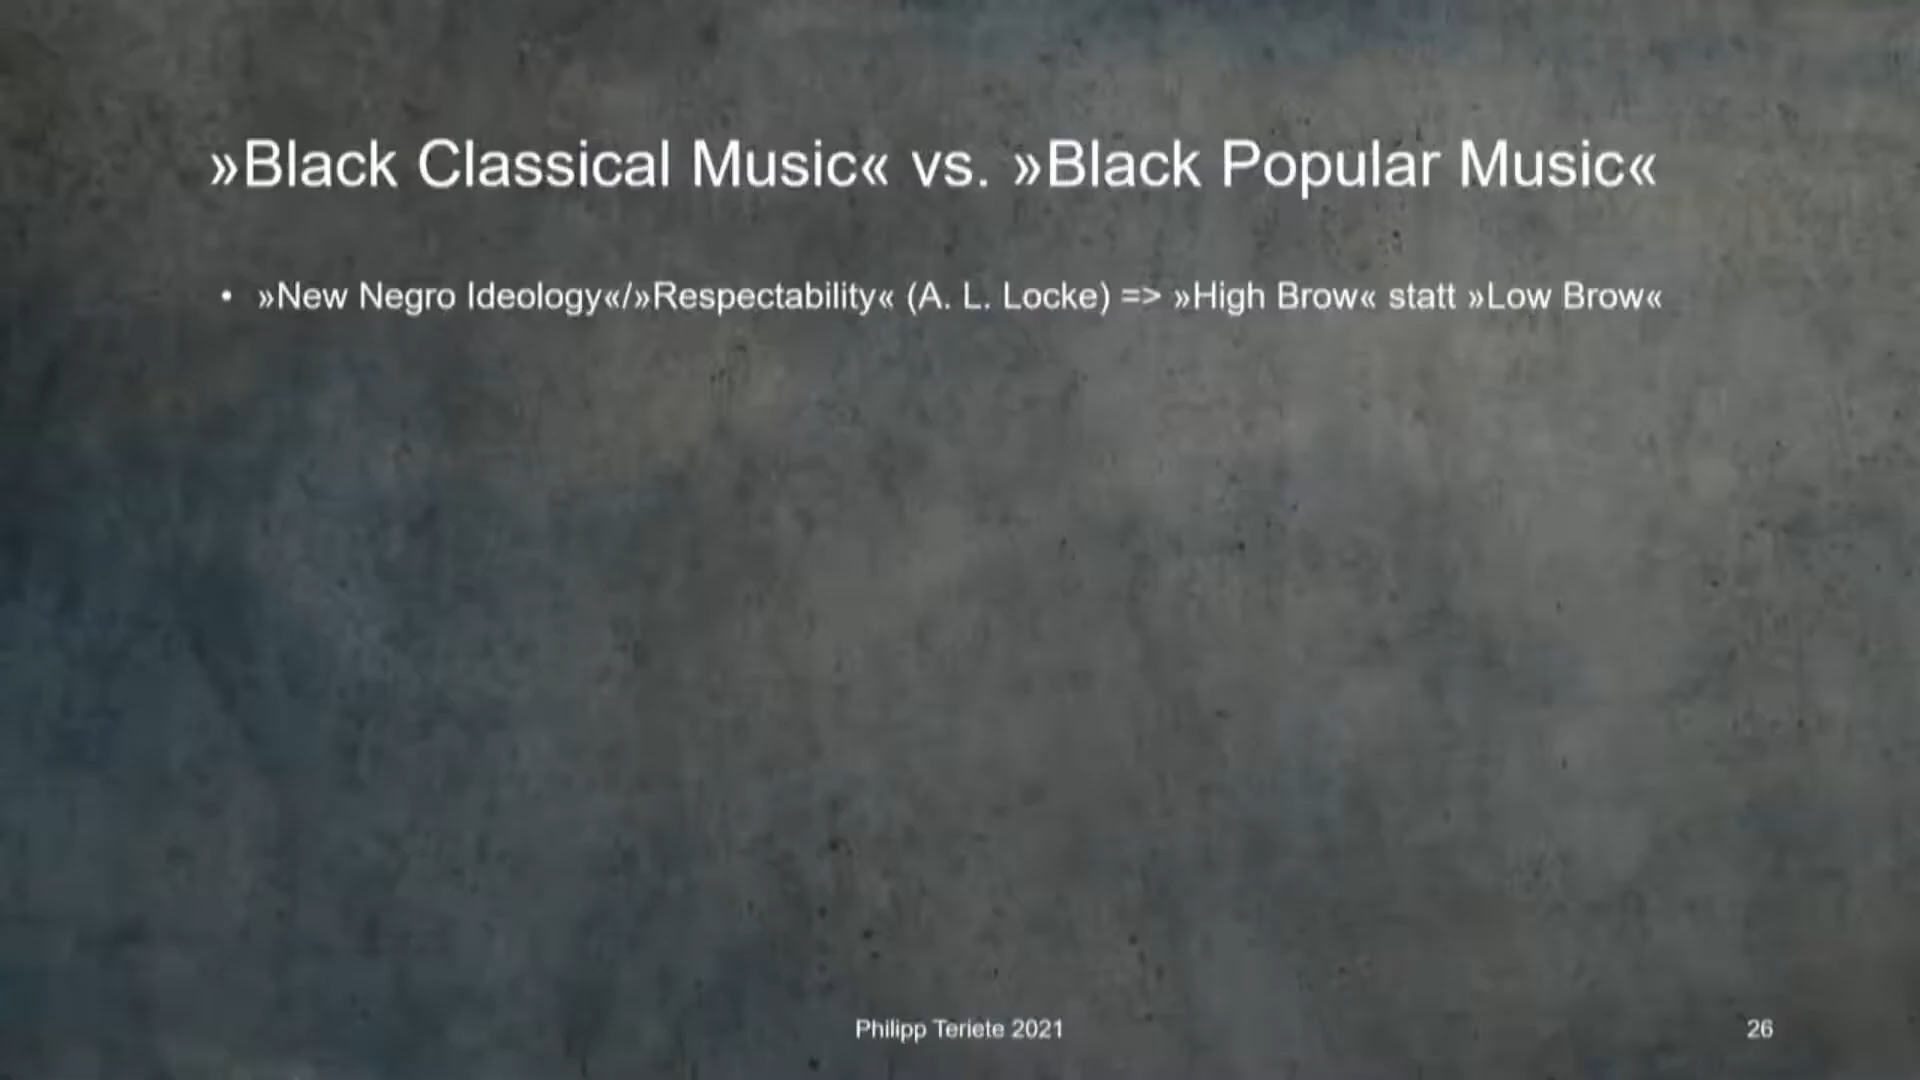 »Black Classical Music« vs. »Black Popular Music«
• »New Negro Ideology«/»Respectability« (A. L. Locke) => »High Brow« statt »Low Brow«
Philipp Teriete 2021
26